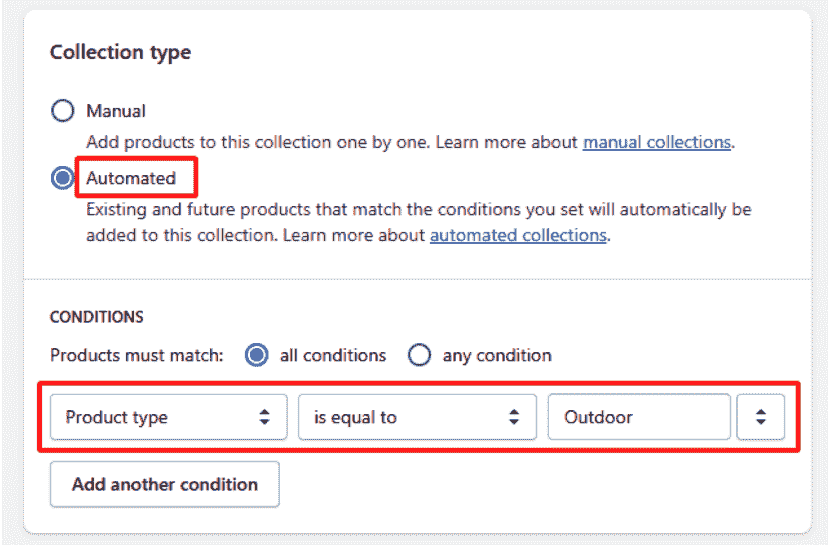 Collection type
Manual
Add products to this collection one by one. Learn more about manual collections.
Automated
Existing and future products that match the conditions you set will automatically be
added to this collection. Learn more about automated collections.
CONDITIONS
Products must match: all conditions any condition
Product type is equal to Outdoor
Add another condition